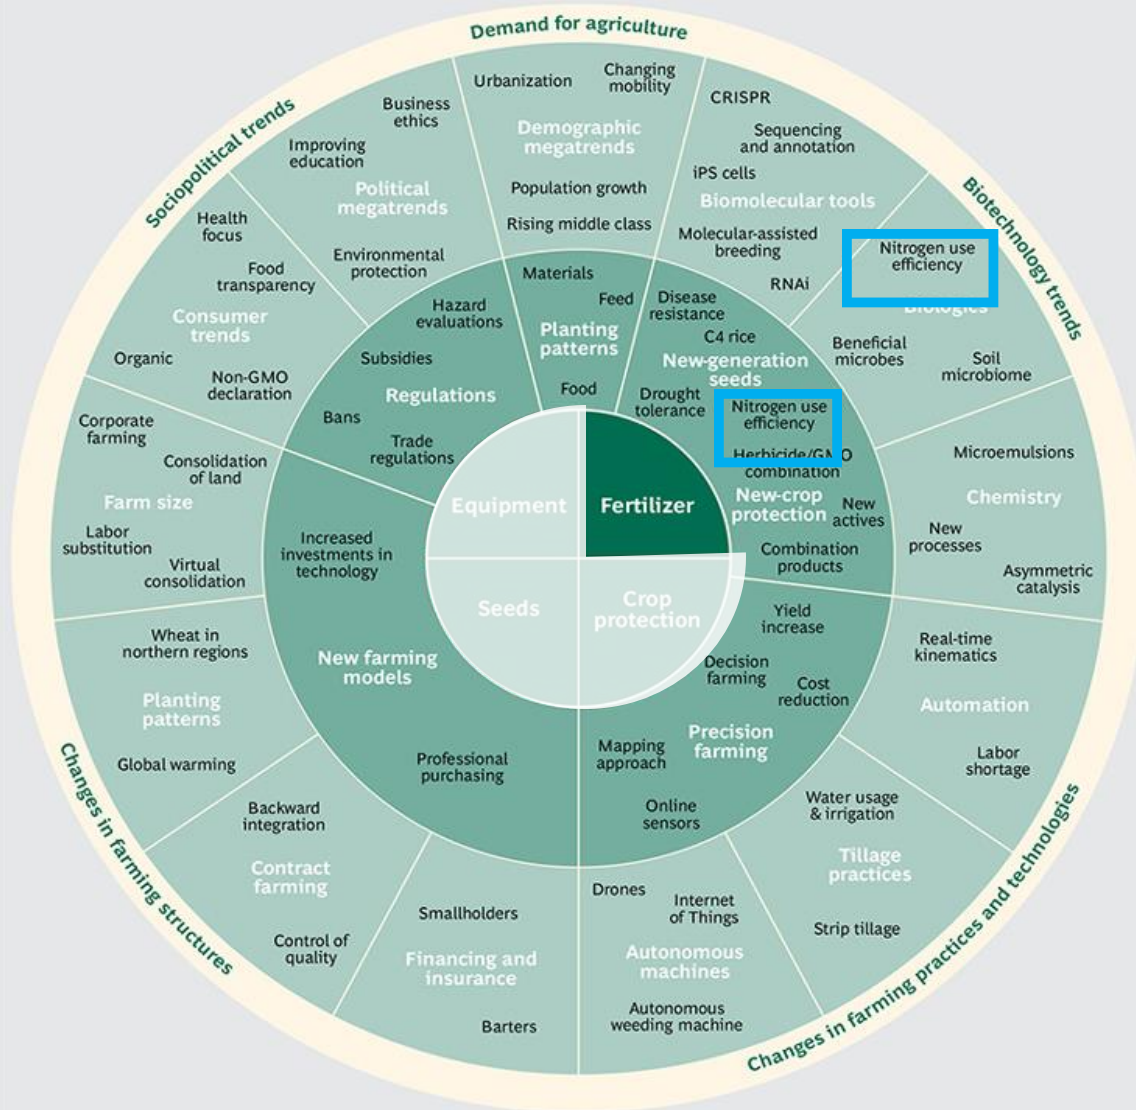 Demand for agriculture
Urbanization
Changing
mobility
Demographic
megatrends
Population growth
Rising middle class
CRISPR
Sequencing
and annotation
iPS cells
Biomolecular tools
Molecular-assisted
breeding
RNAi
Biotechnology trends
Nitrogen use
efficiency
Biologics
Beneficial
microbes
Soil
microbiome
Microemulsions
Chemistry
New
processes
Asymmetric
catalysis
Changes in farming practices and technologies
Real-time
kinematics
Automation
Labor
shortage
Water usage
& irrigation
Tillage
practices
Strip tillage
Drones
Internet
of Things
Autonomous
machines
Autonomous
weeding machine
Changes in farming structures
Smallholders
Financing and
insurance
Barters
Backward
integration
Contract
farming
Control of
quality
Wheat in
northern regions
Planting
patterns
Global warming
Corporate
farming
Consolidation
of land
Farm size
Labor
substitution
Virtual
consolidation
Sociopolitical trends
Health
focus
Food
transparency
Consumer
trends
Organic
Non-GMO
declaration
Business
ethics
Improving
education
Political
megatrends
Environmental
protection
Materials
Feed
Planting
patterns
Food
Disease
resistance
C4 rice
New-generation
seeds
Drought
tolerance
Nitrogen use
efficiency
Herbicide/GMO
combination
New-crop
protection
New
actives
Combination
products
Yield
increase
Decision
farming
Cost
reduction
Precision
farming
Mapping
approach
Online
sensors
Increased
investments in
technology
New farming
models
Professional
purchasing
Hazard
evaluations
Subsidies
Regulations
Bans
Trade
regulations
Equipment
Fertilizer
Seeds
Crop
protection